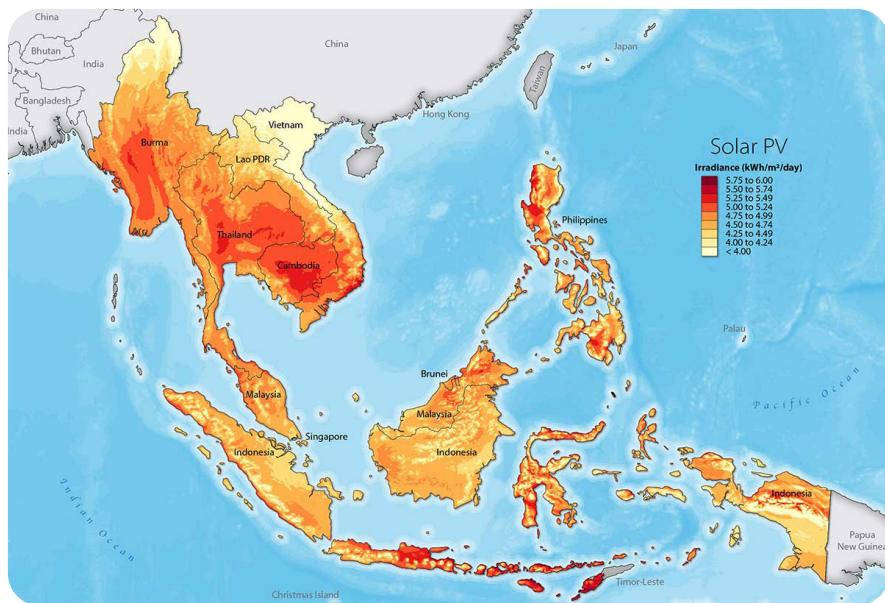 China
Bhutan
India
Bangladesh
India
China
Japan
Taiwan
Hong Kong
Vietnam
Burma
Lao PDR
Thailand
Cambodia
Philippines
Solar PV
Irradiance (kWh/m²/day)
5.75 to 6.00
5.50 to 5.74
5.25 to 5.49
5.00 to 5.24
4.75 to 4.99
4.50 to 4.74
4.25 to 4.49
4.00 to 4.24
< 4.00
Palau
Pacific Ocean
Brunei
Malaysia
Malaysia
Singapore
Indonesia
Indonesia
Indonesia
Indian Ocean
Papua
New Guinea
Timor-Leste
Christmas Island